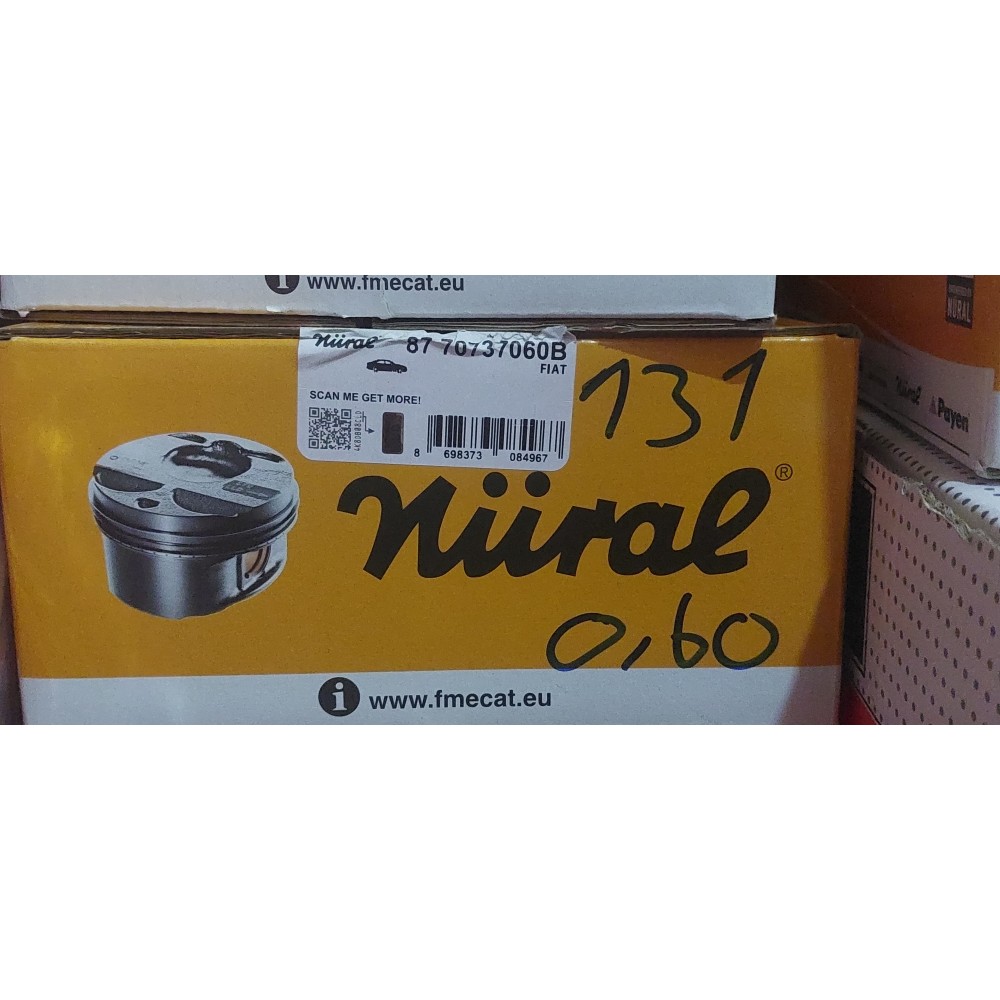 www.fmecat.eu
NÜRAL
nüral 87 70737060B
FIAT
SCAN ME GET MORE!
4K8DB08CLD
8 698373 084967
131
nüral®
0,60
www.fmecat.eu
nüral Payen